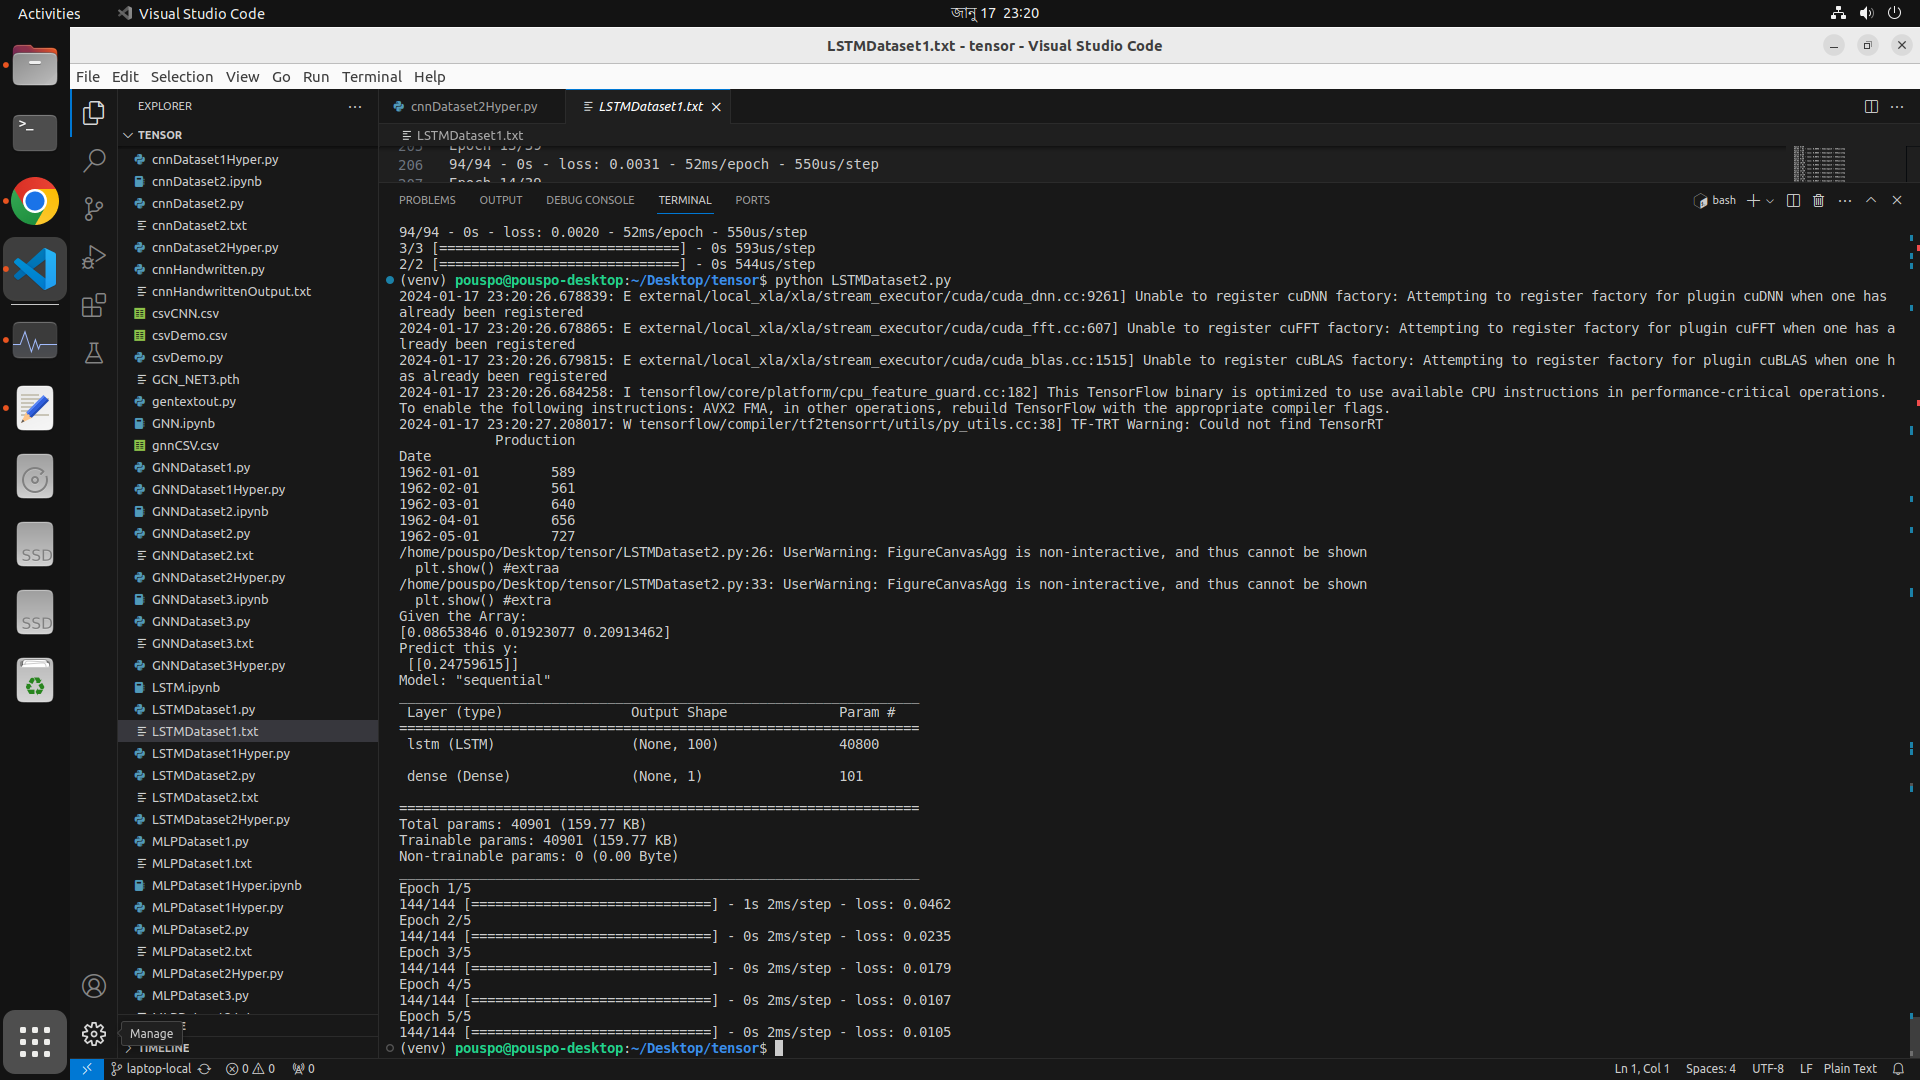 Activities
Visual Studio Code
জানু 17 23:20
LSTMDataset1.txt - tensor - Visual Studio Code
File Edit Selection View Go Run Terminal Help
EXPLORER
TENSOR
cnnDataset1Hyper.py
cnnDataset2.ipynb
cnnDataset2.py
cnnDataset2.txt
cnnDataset2Hyper.py
cnnHandwritten.py
cnnHandwrittenOutput.txt
csvCNN.csv
csvDemo.csv
csvDemo.py
GCN_NET3.pth
gentextout.py
GNN.ipynb
gnnCSV.csv
GNNDataset1.py
GNNDataset1Hyper.py
GNNDataset2.ipynb
GNNDataset2.py
GNNDataset2.txt
GNNDataset2Hyper.py
GNNDataset3.ipynb
GNNDataset3.py
GNNDataset3.txt
GNNDataset3Hyper.py
LSTM.ipynb
LSTMDataset1.py
LSTMDataset1.txt
LSTMDataset1Hyper.py
LSTMDataset2.py
LSTMDataset2.txt
LSTMDataset2Hyper.py
MLPDataset1.py
MLPDataset1.txt
MLPDataset1Hyper.ipynb
MLPDataset1Hyper.py
MLPDataset2.py
MLPDataset2.txt
MLPDataset2Hyper.py
MLPDataset3.py
Manage
TIMELINE
SSD
SSD
cnnDataset2Hyper.py
LSTMDataset1.txt
LSTMDataset1.txt
205 Epoch 13/39
206 94/94 - 0s - loss: 0.0031 - 52ms/epoch - 550us/step
207 Epoch 14/39
PROBLEMS OUTPUT DEBUG CONSOLE TERMINAL PORTS
bash
94/94 - 0s - loss: 0.0020 - 52ms/epoch - 550us/step
3/3 [==============================] - 0s 593us/step
2/2 [==============================] - 0s 544us/step
(venv) pouspo@pouspo-desktop:~/Desktop/tensor$ python LSTMDataset2.py
2024-01-17 23:20:26.678839: E external/local_xla/xla/stream_executor/cuda/cuda_dnn.cc:9261] Unable to register cuDNN factory: Attempting to register factory for plugin cuDNN when one has
already been registered
2024-01-17 23:20:26.678865: E external/local_xla/xla/stream_executor/cuda/cuda_fft.cc:607] Unable to register cuFFT factory: Attempting to register factory for plugin cuFFT when one has a
lready been registered
2024-01-17 23:20:26.679815: E external/local_xla/xla/stream_executor/cuda/cuda_blas.cc:1515] Unable to register cuBLAS factory: Attempting to register factory for plugin cuBLAS when one h
as already been registered
2024-01-17 23:20:26.684258: I tensorflow/core/platform/cpu_feature_guard.cc:182] This TensorFlow binary is optimized to use available CPU instructions in performance-critical operations.
To enable the following instructions: AVX2 FMA, in other operations, rebuild TensorFlow with the appropriate compiler flags.
2024-01-17 23:20:27.208017: W tensorflow/compiler/tf2tensorrt/utils/py_utils.cc:38] TF-TRT Warning: Could not find TensorRT
Production
Date
1962-01-01 589
1962-02-01 561
1962-03-01 640
1962-04-01 656
1962-05-01 727
/home/pouspo/Desktop/tensor/LSTMDataset2.py:26: UserWarning: FigureCanvasAgg is non-interactive, and thus cannot be shown
plt.show() #extraa
/home/pouspo/Desktop/tensor/LSTMDataset2.py:33: UserWarning: FigureCanvasAgg is non-interactive, and thus cannot be shown
plt.show() #extra
Given the Array:
[0.08653846 0.01923077 0.20913462]
Predict this y:
[[0.24759615]]
Model: "sequential"
_________________________________________________________________
Layer (type) Output Shape Param #
=================================================================
lstm (LSTM) (None, 100) 40800
dense (Dense) (None, 1) 101
=================================================================
Total params: 40901 (159.77 KB)
Trainable params: 40901 (159.77 KB)
Non-trainable params: 0 (0.00 Byte)
_________________________________________________________________
Epoch 1/5
144/144 [==============================] - 1s 2ms/step - loss: 0.0462
Epoch 2/5
144/144 [==============================] - 0s 2ms/step - loss: 0.0235
Epoch 3/5
144/144 [==============================] - 0s 2ms/step - loss: 0.0179
Epoch 4/5
144/144 [==============================] - 0s 2ms/step - loss: 0.0107
Epoch 5/5
144/144 [==============================] - 0s 2ms/step - loss: 0.0105
(venv) pouspo@pouspo-desktop:~/Desktop/tensor$
laptop-local 0 0 0
Ln 1, Col 1 Spaces: 4 UTF-8 LF Plain Text